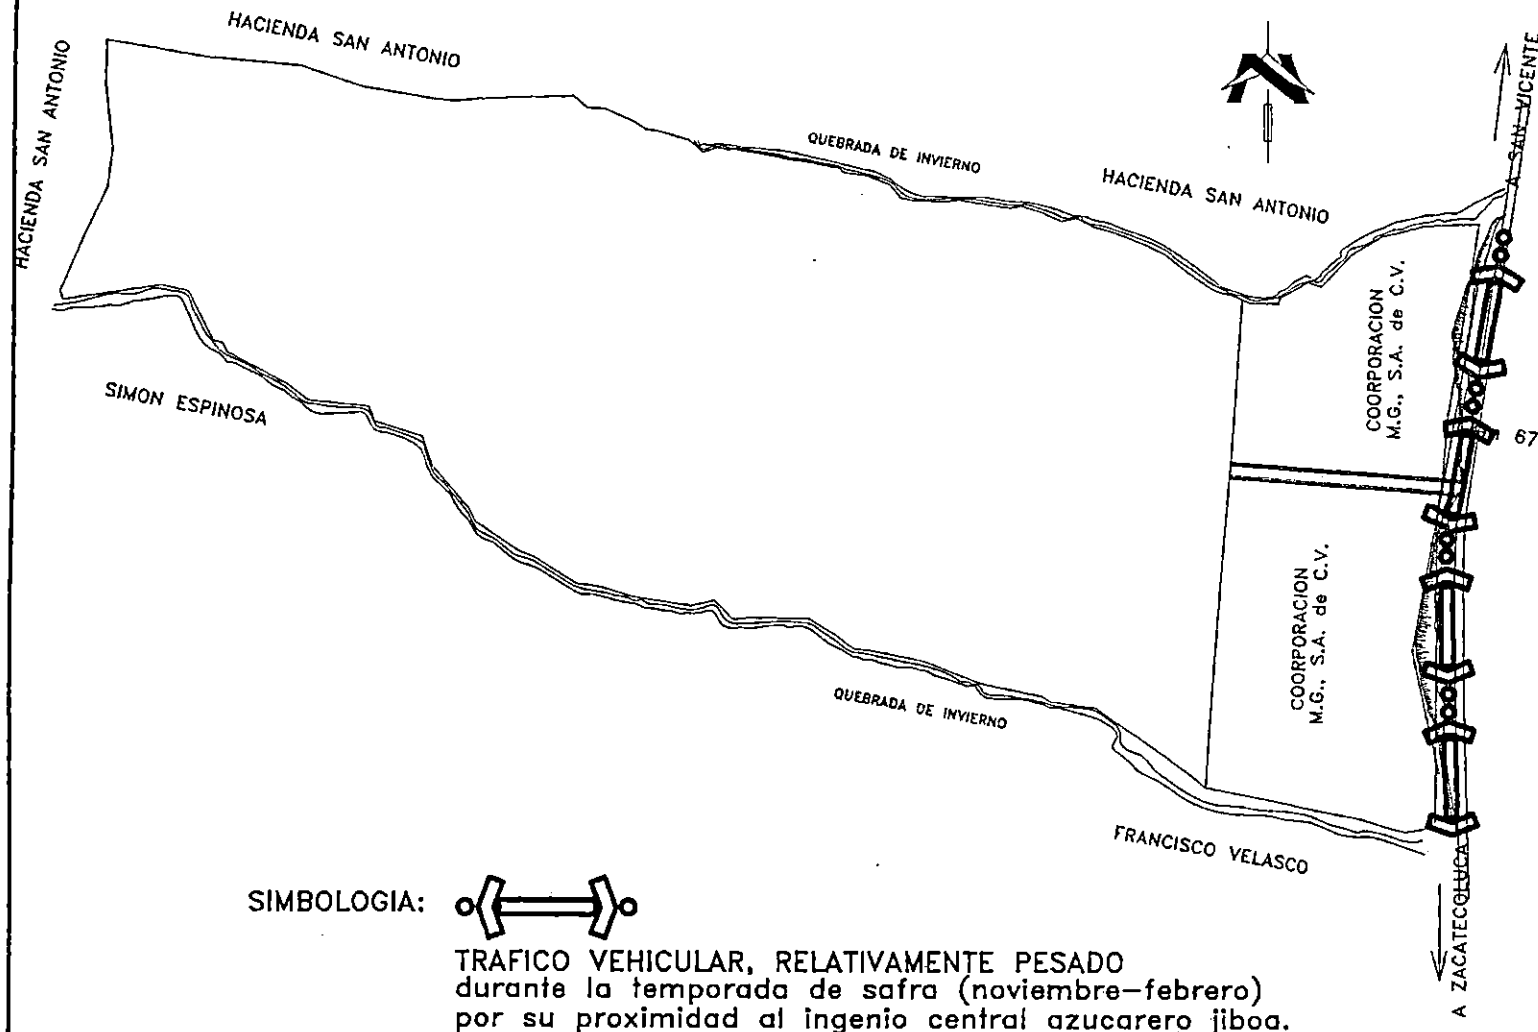 HACIENDA SAN ANTONIO
HACIENDA SAN ANTONIO
QUEBRADA DE INVIERNO
HACIENDA SAN ANTONIO
A SAN VICENTE
COORPORACION
M.G., S.A. de C.V.
67
SIMON ESPINOSA
COORPORACION
M.G., S.A. de C.V.
QUEBRADA DE INVIERNO
FRANCISCO VELASCO
A ZACATECOLUCA
SIMBOLOGIA:
TRAFICO VEHICULAR, RELATIVAMENTE PESADO
durante la temporada de safra (noviembre-febrero)
por su proximidad al ingenio central azucarero jiboa.